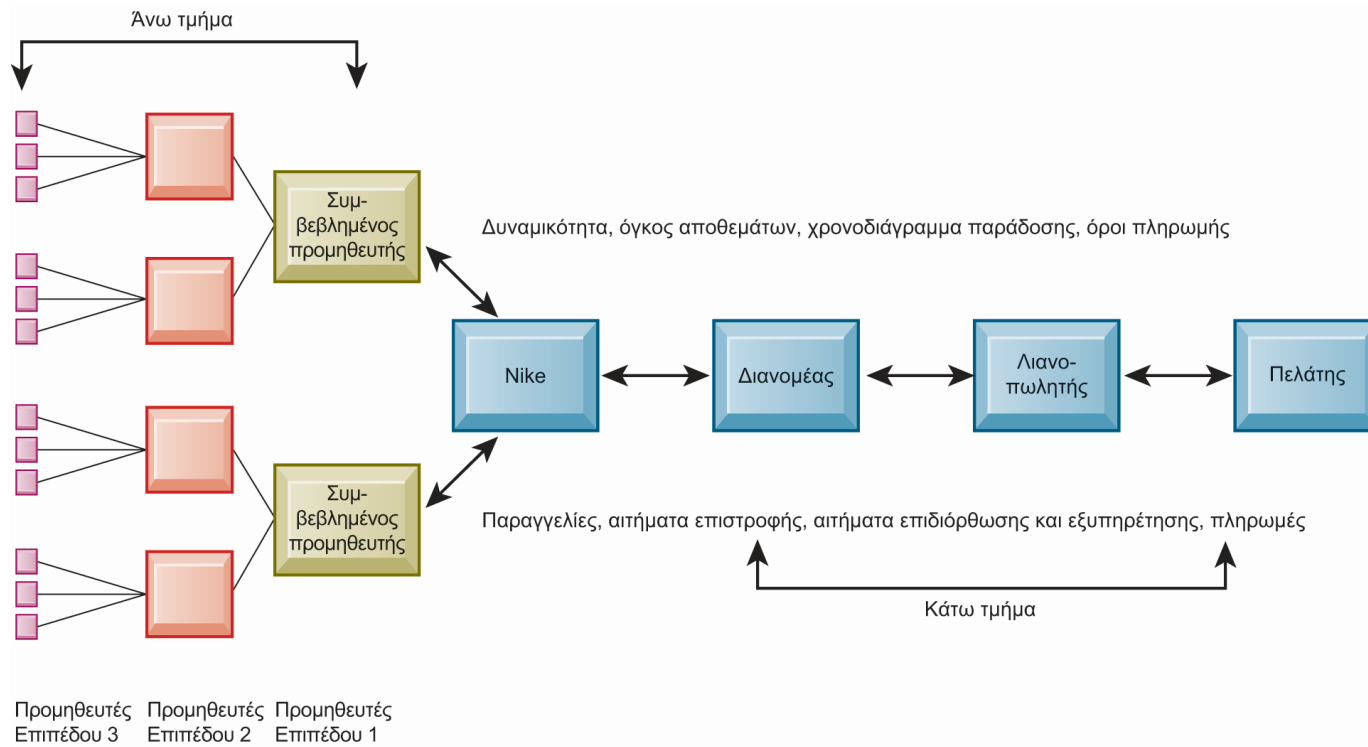 Άνω τμήμα
Συμ-
βεβλημένος
προμηθευτής
Δυναμικότητα, όγκος αποθεμάτων, χρονοδιάγραμμα παράδοσης, όροι πληρωμής
Nike
Διανομέας
Λιανο-
πωλητής
Πελάτης
Συμ-
βεβλημένος
προμηθευτής
Παραγγελίες, αιτήματα επιστροφής, αιτήματα επιδιόρθωσης και εξυπηρέτησης, πληρωμές
Κάτω τμήμα
Προμηθευτές
Επιπέδου 3
Προμηθευτές
Επιπέδου 2
Προμηθευτές
Επιπέδου 1